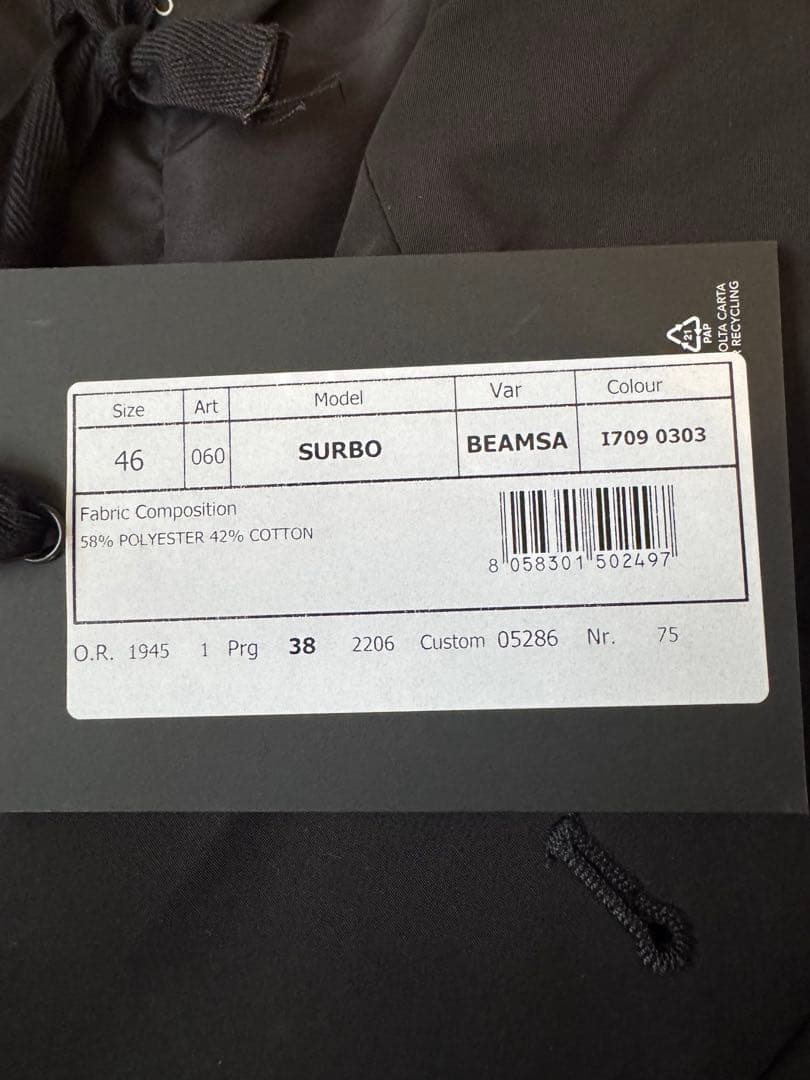 21
PAP
OLTA CARTA
RECYCLING
Size Art Model Var Colour
46 060 SURBO BEAMSA I709 0303
Fabric Composition
58% POLYESTER 42% COTTON
8 058301 502497
O.R. 1945 1 Prg 38 2206 Custom 05286 Nr. 75